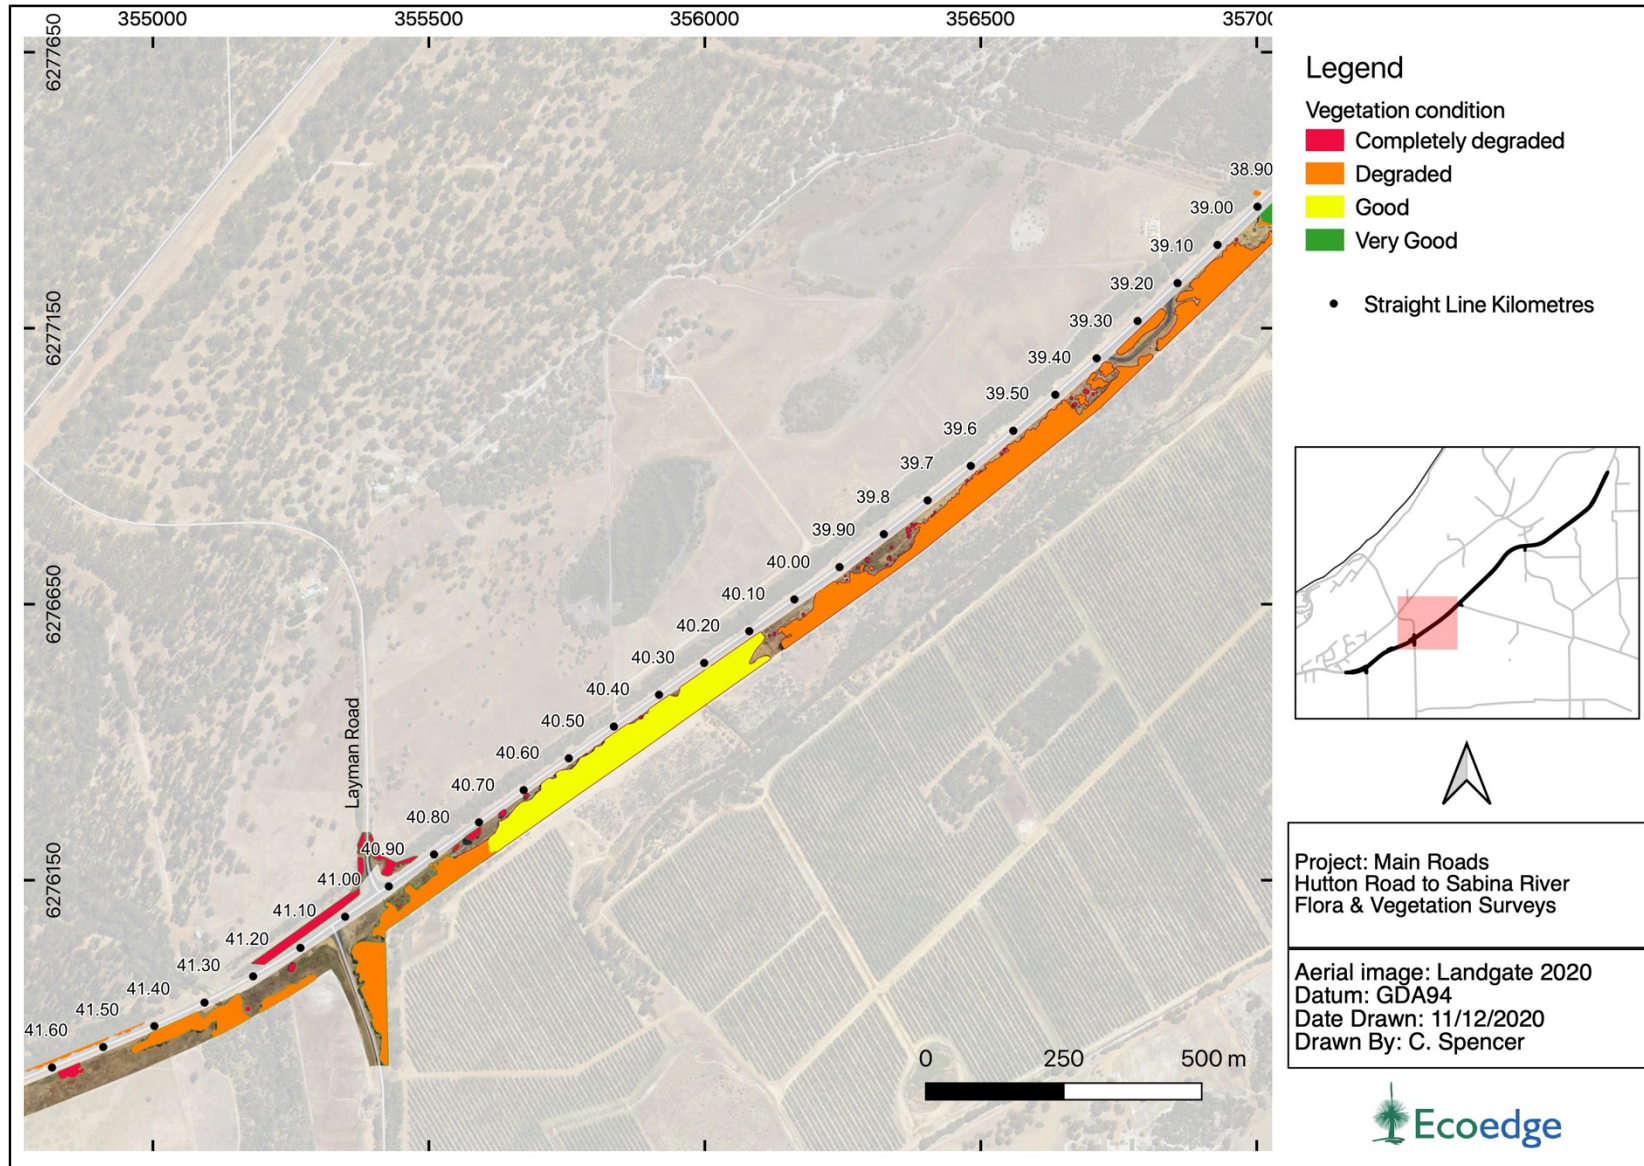 355000
355500
356000
356500
35700
6277650
6277150
6276650
6276150
38.90
39.00
39.10
39.20
39.30
39.40
39.50
39.6
39.7
39.8
39.90
40.00
40.10
40.20
40.30
40.40
40.50
40.60
40.70
40.80
40.90
41.00
41.10
41.20
41.30
41.40
41.50
41.60
Layman Road
0 250 500 m
Legend
Vegetation condition
Completely degraded
Degraded
Good
Very Good
Straight Line Kilometres
Project: Main Roads
Hutton Road to Sabina River
Flora & Vegetation Surveys
Aerial image: Landgate 2020
Datum: GDA94
Date Drawn: 11/12/2020
Drawn By: C. Spencer
Ecoedge